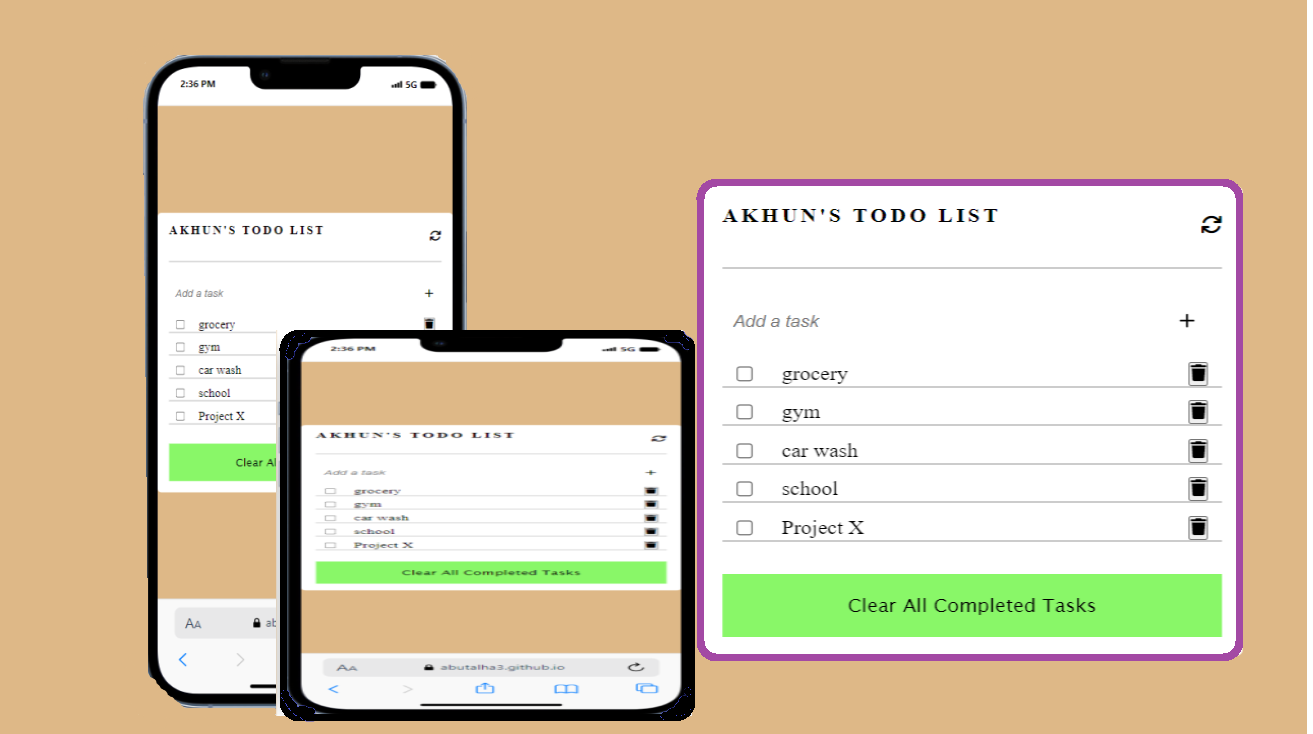 2:36 PM
5G
AKHUN'S TODO LIST
Add a task
+
grocery
gym
car wash
school
Project X
Clear Al
AA
ab
2:36 PM
5G
AKHUN'S TODO LIST
Add a task
+
grocery
gym
car wash
school
Project X
Clear All Completed Tasks
AA
abutalha3.github.io
AKHUN'S TODO LIST
Add a task
+
grocery
gym
car wash
school
Project X
Clear All Completed Tasks